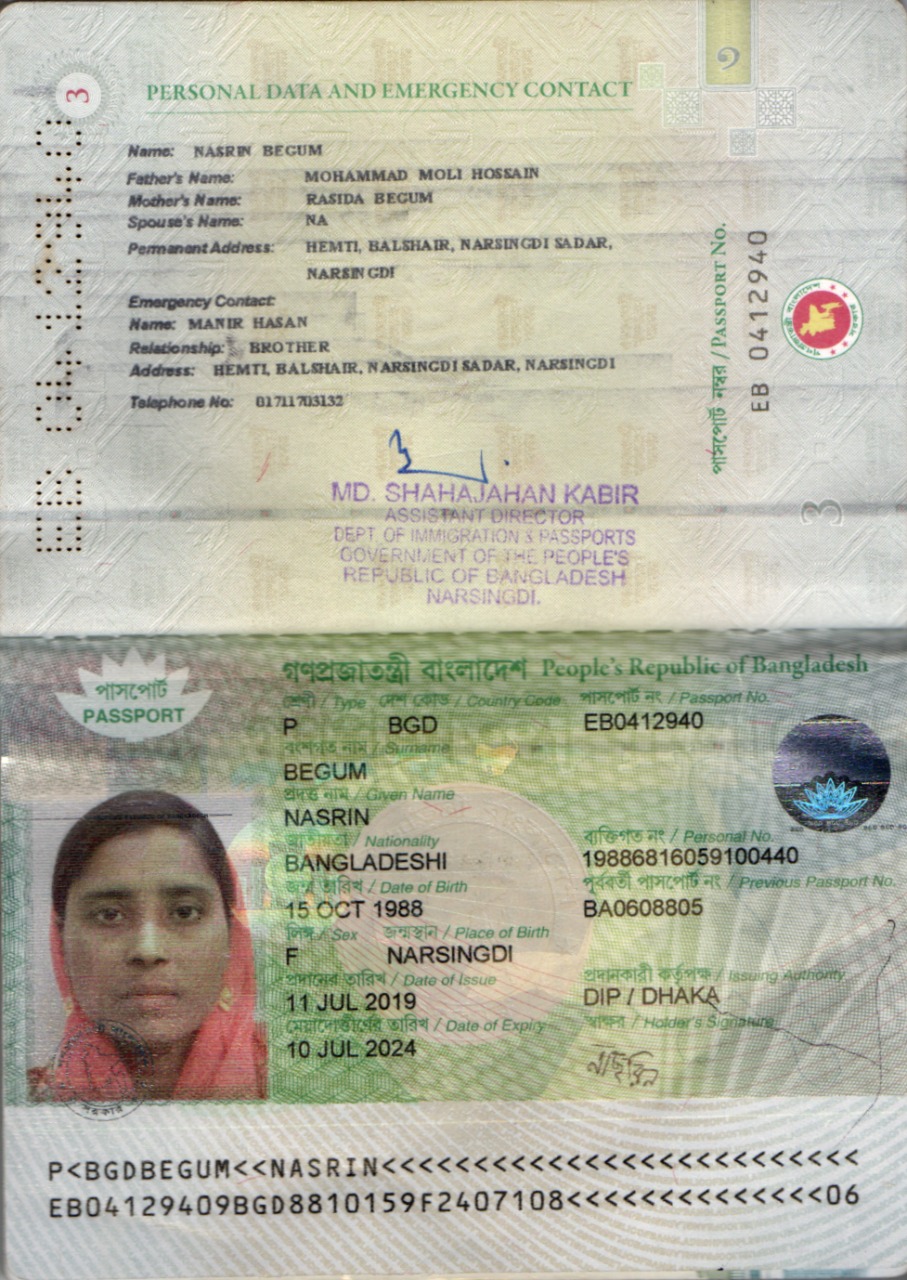 3
১
PERSONAL DATA AND EMERGENCY CONTACT
Name: NASRIN BEGUM
Father's Name: MOHAMMAD MOLI HOSSAIN
Mother's Name: RASIDA BEGUM
Spouse's Name: NA
Permanent Address: HEMTI, BALSHAIR, NARSINGDI SADAR,
NARSINGDI
Emergency Contact:
Name: MANIR HASAN
Relationship: BROTHER
Address: HEMTI, BALSHAIR, NARSINGDI SADAR, NARSINGDI
Telephone No: 01711703132
পাসপোর্ট নম্বর / PASSPORT No.
EB 0412940
EB 0412940
3
MD. SHAHAJAHAN KABIR
ASSISTANT DIRECTOR
DEPT. OF IMMIGRATION & PASSPORTS
GOVERNMENT OF THE PEOPLE'S
REPUBLIC OF BANGLADESH
NARSINGDI.
পাসপোর্ট
PASSPORT
গণপ্রজাতন্ত্রী বাংলাদেশ People's Republic of Bangladesh
শ্রেণী / Type দেশ কোড / Country Code পাসপোর্ট নং / Passport No.
P BGD EB0412940
বংশগত নাম / Surname
BEGUM
প্রদত্ত নাম / Given Name
NASRIN
জাতীয়তা / Nationality ব্যক্তিগত নং / Personal No.
BANGLADESHI 19886816059100440
জন্ম তারিখ / Date of Birth পূর্ববর্তী পাসপোর্ট নং / Previous Passport No.
15 OCT 1988 BA0608805
লিঙ্গ / Sex জন্মস্থান / Place of Birth
F NARSINGDI
প্রদানের তারিখ / Date of Issue প্রদানকারী কর্তৃপক্ষ / Issuing Authority
11 JUL 2019 DIP / DHAKA
মেয়াদোত্তীর্ণের তারিখ / Date of Expiry স্বাক্ষর / Holder's Signature
10 JUL 2024 নাছরিন
P<BGDBEGUM<<NASRIN<<<<<<<<<<<<<<<<<<<<<<<<<<
EB04129409BGD8810159F2407108<<<<<<<<<<<<<<06